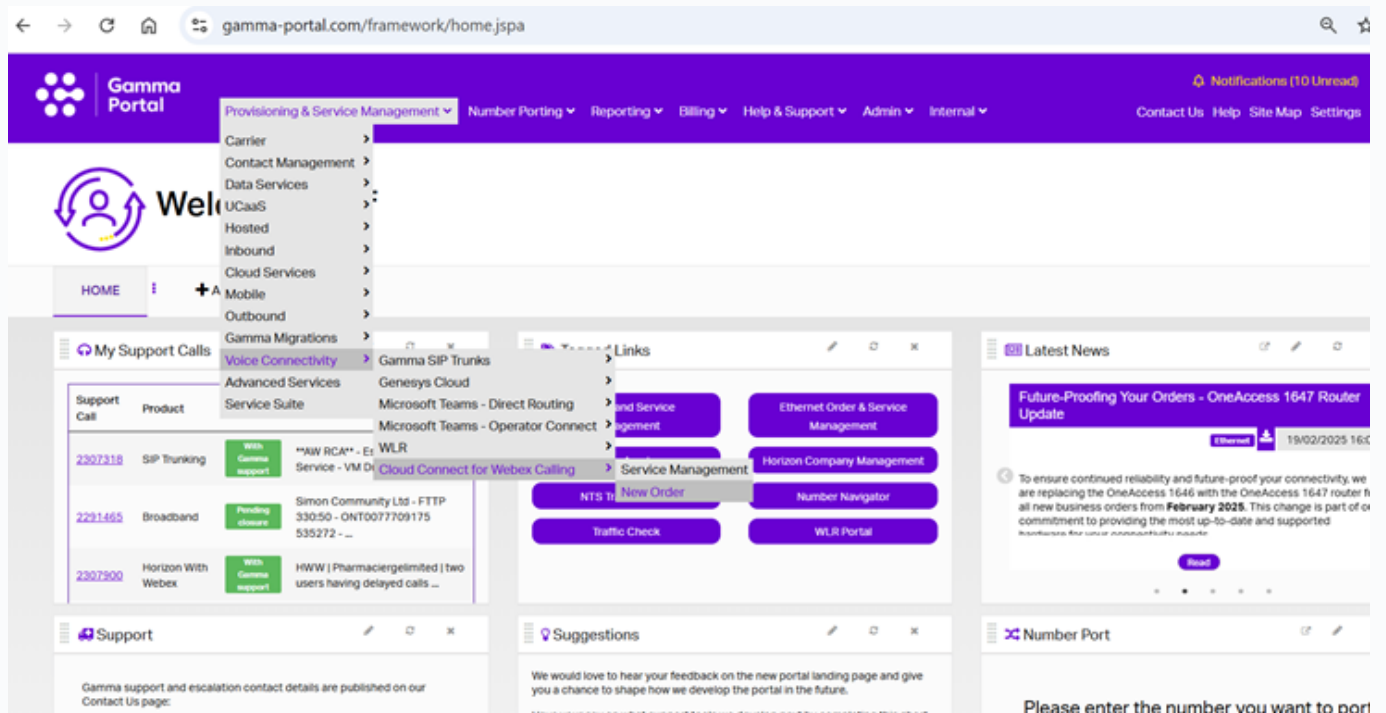 gamma-portal.com/framework/home.jspa
Gamma
Portal
Notifications (10 Unread)
Provisioning & Service Management
Number Porting
Reporting
Billing
Help & Support
Admin
Internal
Contact Us
Help
Site Map
Settings
Carrier
Contact Management
Data Services
UCaaS
Hosted
Inbound
Cloud Services
Mobile
Outbound
Gamma Migrations
Voice Connectivity
Advanced Services
Service Suite
Gamma SIP Trunks
Genesys Cloud
Microsoft Teams - Direct Routing
Microsoft Teams - Operator Connect
WLR
Cloud Connect for Webex Calling
Service Management
New Order
HOME
My Support Calls
Support
Call
Product
2307318
SIP Trunking
With
Gamma
support
**AW RCA** -
Service - VM
2291465
Broadband
Pending
closure
Simon Community Ltd - FTTP
330:50 - ONT0077709175
535272 - ...
2307900
Horizon With
Webex
With
Gamma
support
HWW | Pharmaciergelimited | two
users having delayed calls ...
Links
Service
Ethernet Order & Service
Management
Horizon Company Management
NTS
Number Navigator
Traffic Check
WLR Portal
Latest News
Future-Proofing Your Orders - OneAccess 1647 Router
Update
Ethernet
19/02/2025
To ensure continued reliability and future-proof your connectivity, we
are replacing the OneAccess 1646 with the OneAccess 1647 router
all new business orders from February 2025. This change is part of
commitment to providing the most up-to-date and supported
hardware for your connectivity needs
Read
Support
Gamma support and escalation contact details are published on our
Contact Us page:
Suggestions
We would love to hear your feedback on the new portal landing page and give
you a chance to shape how we develop the portal in the future.
Number Port
Please enter the number you want to port